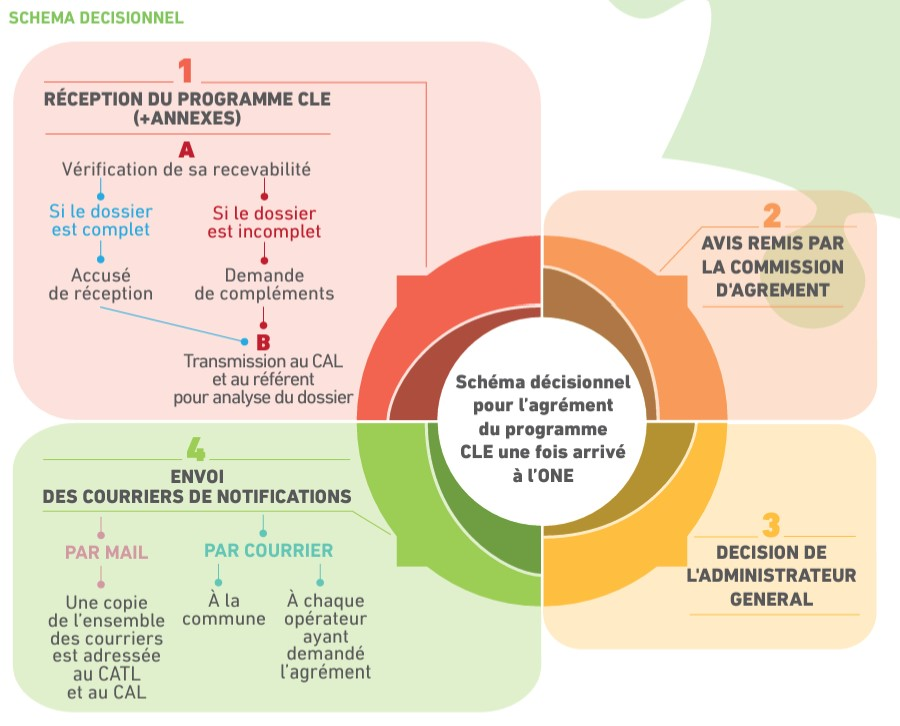 SCHEMA DECISIONNEL
1
RÉCEPTION DU PROGRAMME CLE
(+ANNEXES)
A
Vérification de sa recevabilité
Si le dossier
est complet
Accusé
de réception
Si le dossier
est incomplet
Demande
de compléments
B
Transmission au CAL
et au référent
pour analyse du dossier
2
AVIS REMIS PAR
LA COMMISSION
D'AGREMENT
Schéma décisionnel
pour l'agrément
du programme
CLE une fois arrivé
à l'ONE
3
DECISION DE
L'ADMINISTRATEUR
GENERAL
4
ENVOI
DES COURRIERS DE NOTIFICATIONS
PAR MAIL
Une copie
de l'ensemble
des courriers
est adressée
au CATL
et au CAL
PAR COURRIER
À la
commune
À chaque
opérateur
ayant
demandé
l'agrément